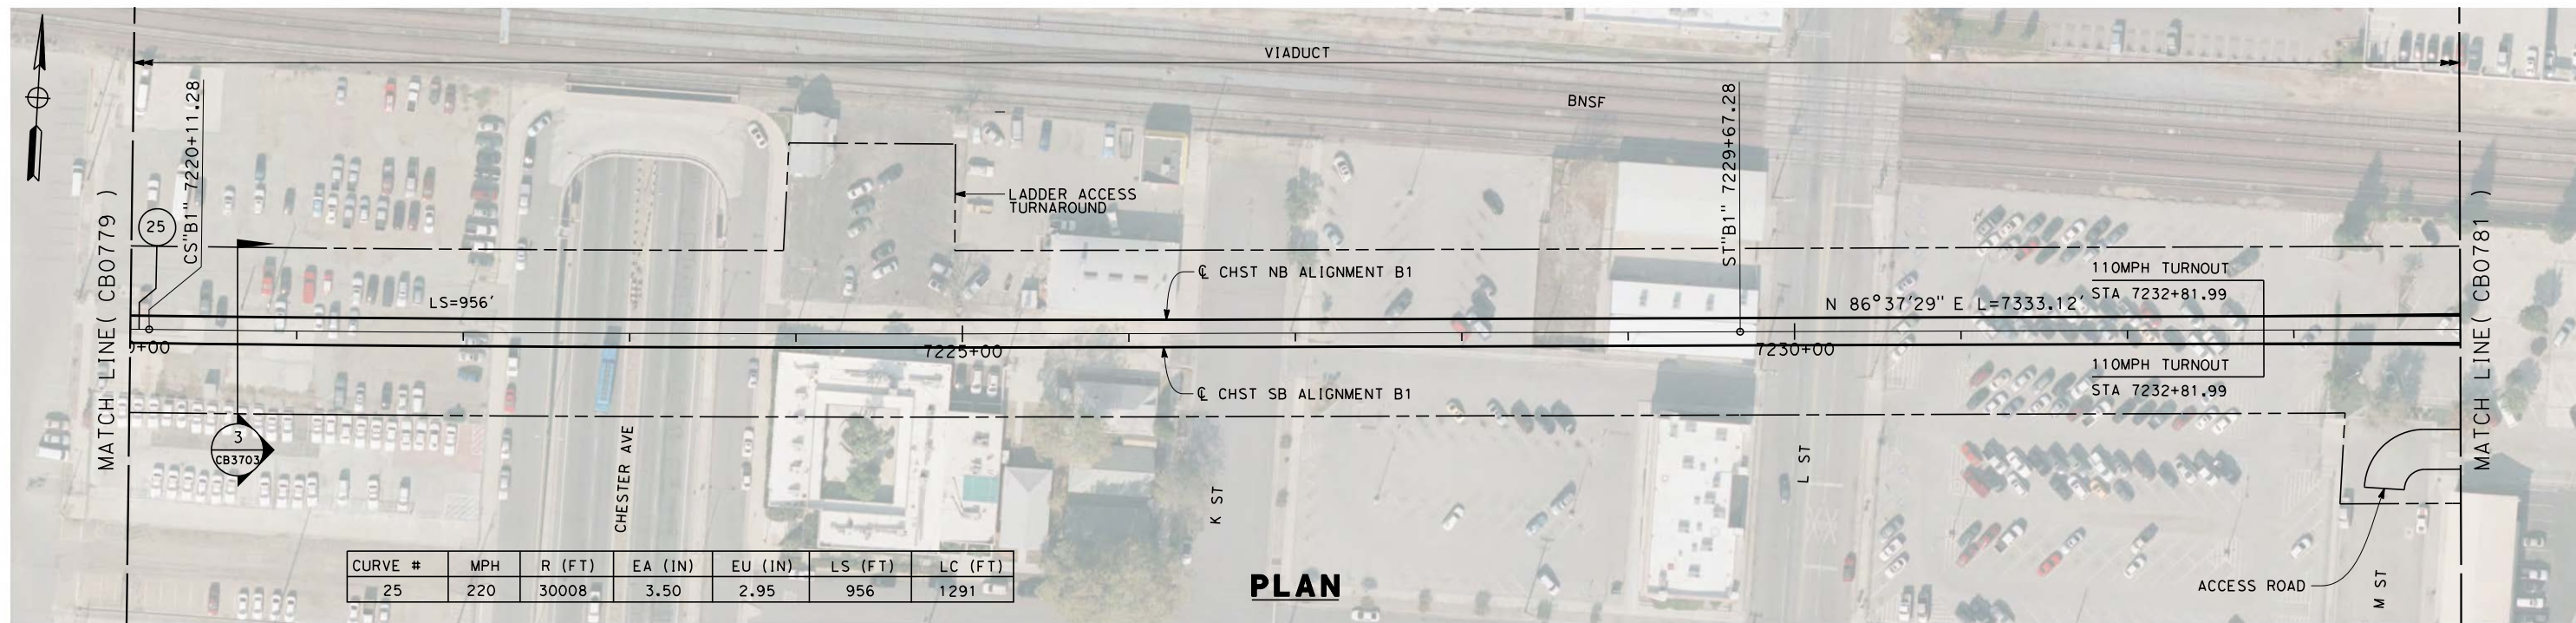 VIADUCT
BNSF
CS"B1" 7220+11.28
ST"B1" 7229+67.28
MATCH LINE( CB0779 )
MATCH LINE( CB0781 )
25
LADDER ACCESS
TURNAROUND
℄ CHST NB ALIGNMENT B1
LS=956'
N 86°37'29" E L=7333.12'
110MPH TURNOUT
STA 7232+81.99
0+00
7225+00
7230+00
110MPH TURNOUT
STA 7232+81.99
℄ CHST SB ALIGNMENT B1
3
CB3703
CHESTER AVE
K ST
L ST
M ST
ACCESS ROAD
CURVE # MPH R (FT) EA (IN) EU (IN) LS (FT) LC (FT)
25 220 30008 3.50 2.95 956 1291
PLAN